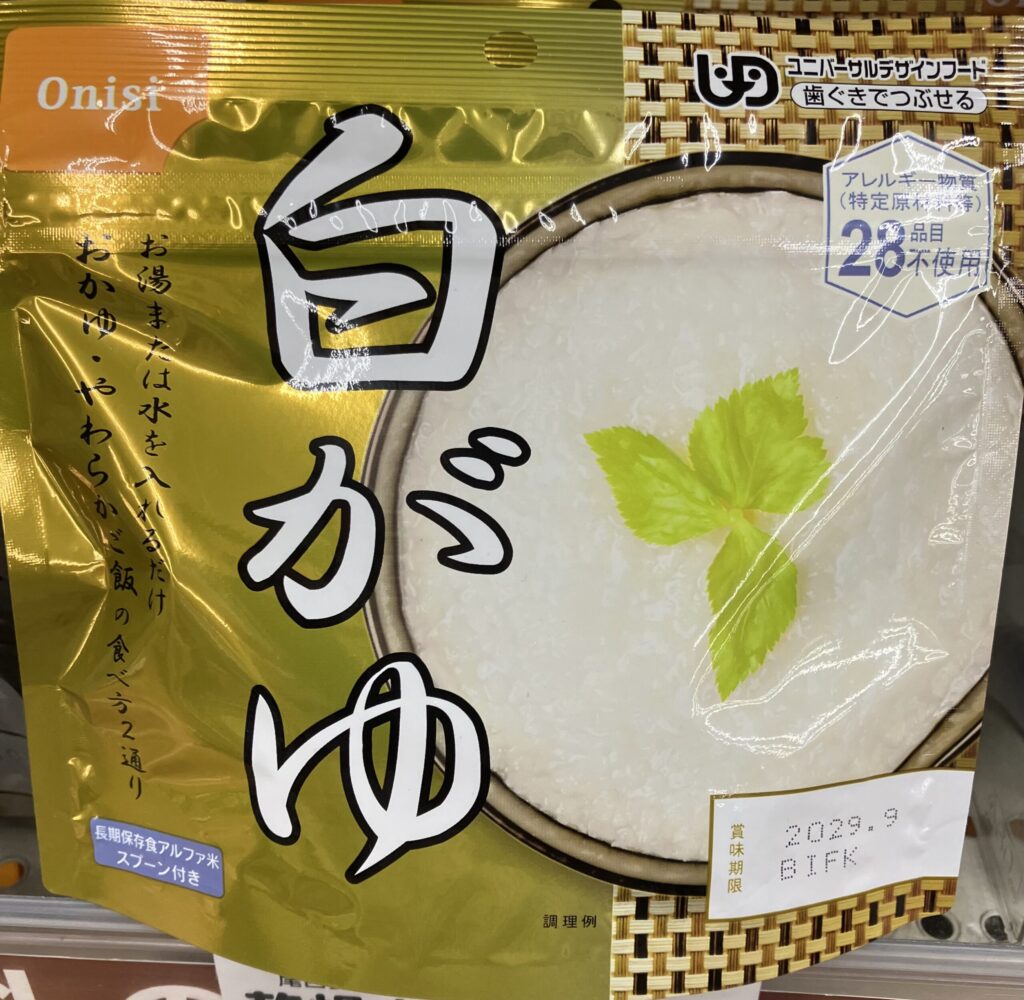 Onisi
ユニバーサルデザインフード
歯ぐきでつぶせる
アレルギー物質
(特定原材料等)
28品目
不使用
白がゆ
お湯または水を入れるだけ
おかゆ・やわらかご飯の食べ方2通り
長期保存食アルファ米
スプーン付き
調理例
賞味期限
2029.9
BIFK